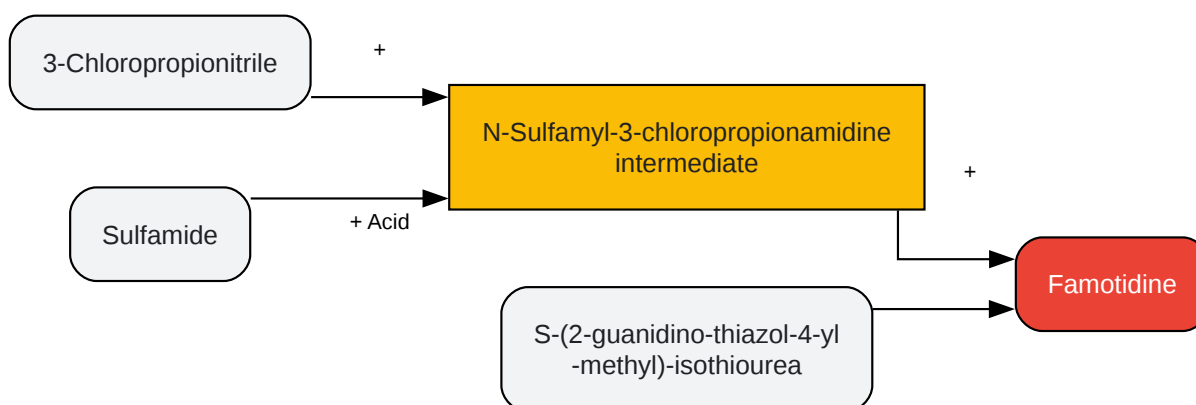 3-Chloropropionitrile
+
N-Sulfamyl-3-chloropropionamidine
intermediate
Sulfamide
+ Acid
+
Famotidine
S-(2-guanidino-thiazol-4-yl
-methyl)-isothiourea